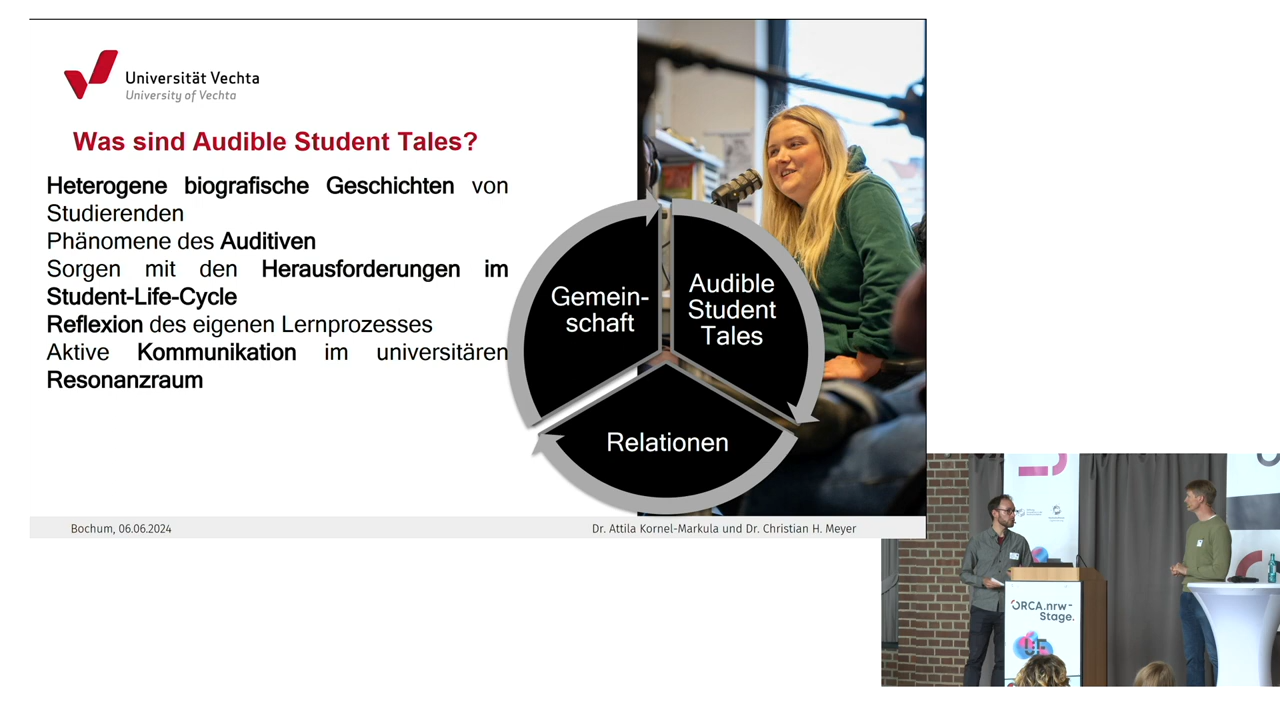 Universität Vechta
University of Vechta
Was sind Audible Student Tales?
Heterogene biografische Geschichten von
Studierenden
Phänomene des Auditiven
Sorgen mit den Herausforderungen im
Student-Life-Cycle
Reflexion des eigenen Lernprozesses
Aktive Kommunikation im universitären
Resonanzraum
Gemein-
schaft
Audible
Student
Tales
Relationen
Bochum, 06.06.2024
Dr. Attila Kornel-Markula und Dr. Christian H. Meyer
ORCA.nrw-
Stage.